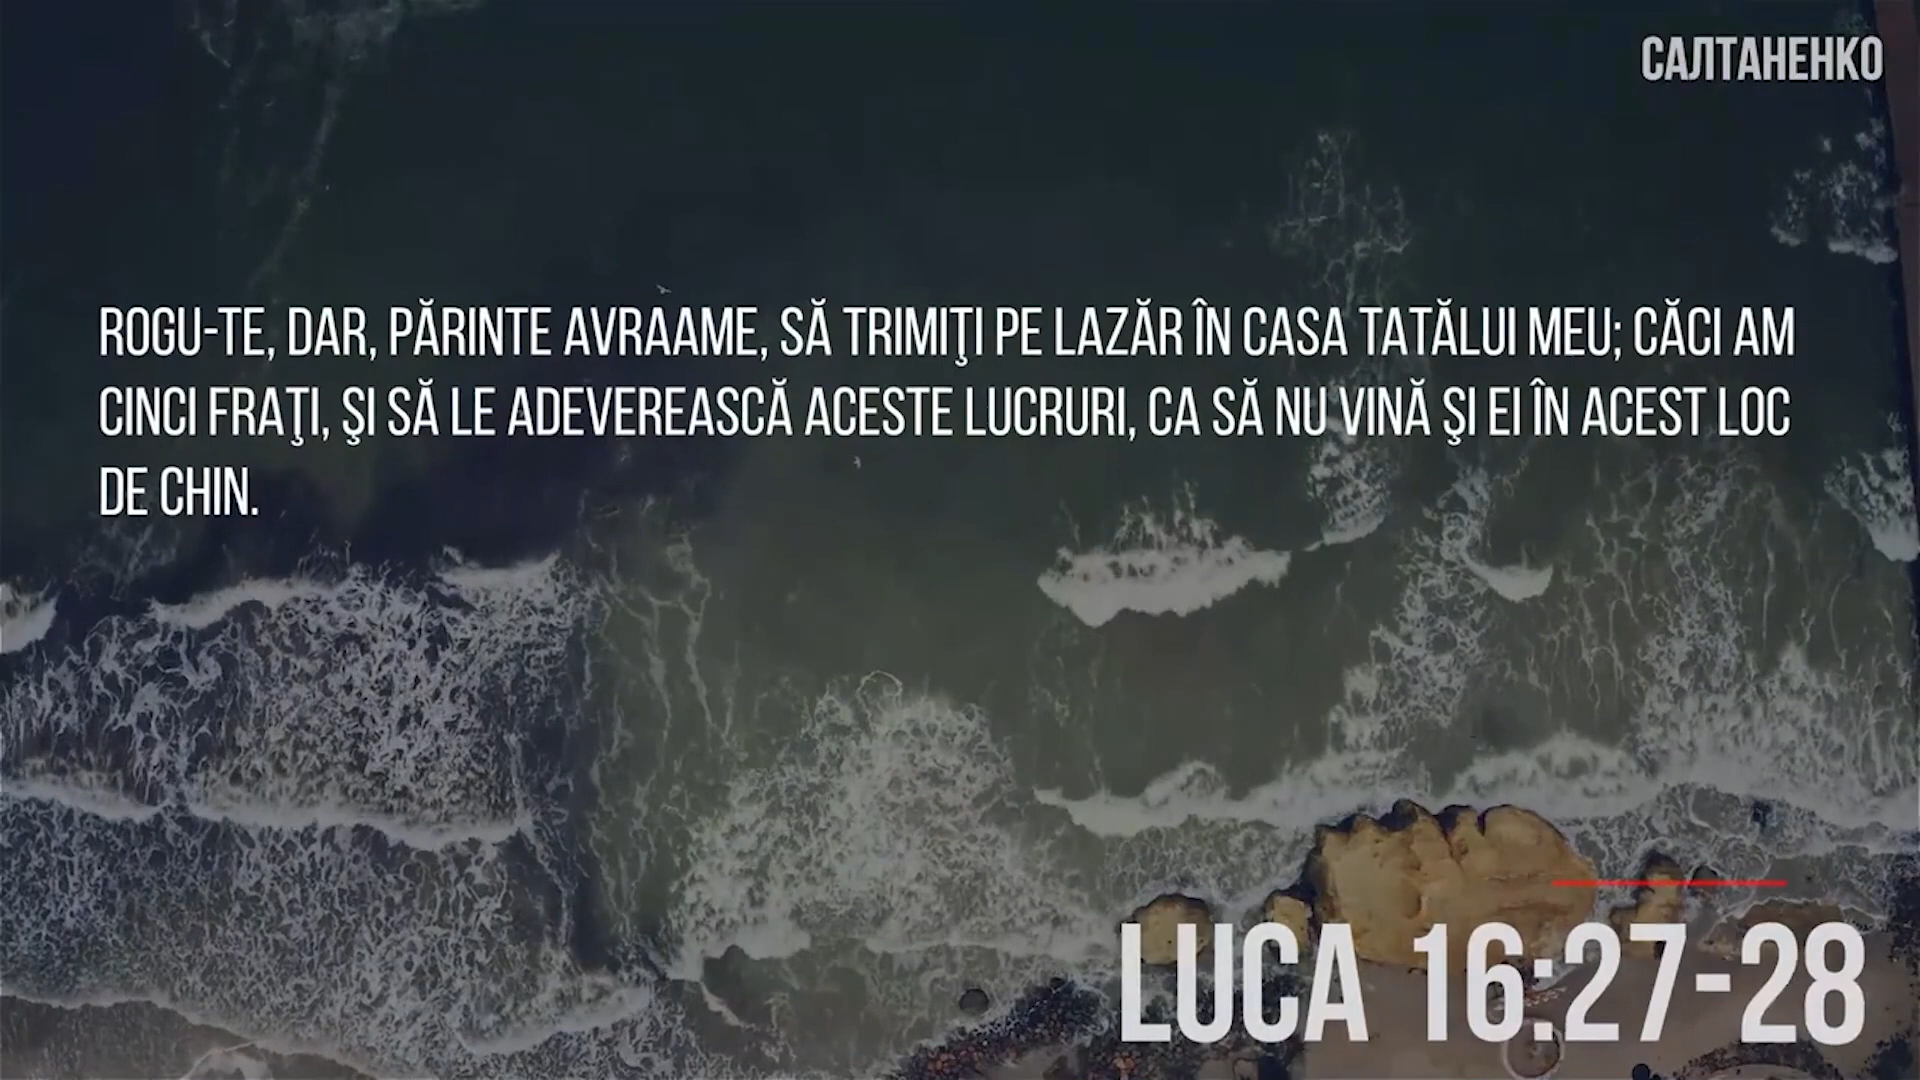 САЛТАНЕНКО
ROGU-TE, DAR, PĂRINTE AVRAAME, SĂ TRIMIŢI PE LAZĂR ÎN CASA TATĂLUI MEU; CĂCI AM
CINCI FRAŢI, ŞI SĂ LE ADEVEREASCĂ ACESTE LUCRURI, CA SĂ NU VINĂ ŞI EI ÎN ACEST LOC
DE CHIN.
LUCA 16:27-28